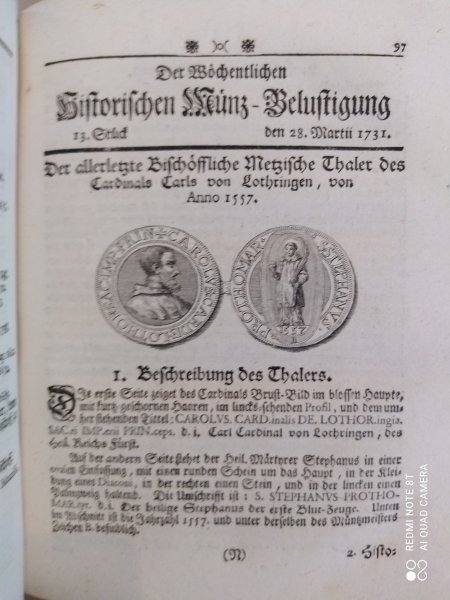 97
Der Wöchentlichen
Historischen Münz-Belustigung
13. Stück den 28. Martii 1731.
Der allerletzte Bischöffliche Metzische Thaler des
Cardinals Carls von Lothringen, von
Anno 1557.
CAROLVS. CARD. DE. LOTHOR. SAC. IMP. PRIN
S. STEPHANVS PROTHOMAR
1557
1. Beschreibung des Thalers.
Die erste Seite zeiget des Cardinals Brust-Bild im blossen Haupte,
mit kurtz-geschornen Haaren, im lincks-sehenden Profil, und dem um-
her stehenden Tittel: CAROLVS. CARD.inalis DE. LOTHOR.ingia.
SAC.ri IMP.erii PRIN.ceps. d. i. Carl Cardinal von Lothringen, des
Heil. Reichs Fürst.
Auf der andern Seite stehet der Heil. Märtyrer Stephanus in einer
ovalen Einfassung, mit einen runden Schein um das Haupt, in der Klei-
dung eines Diaconi, in der rechten einen Stein, und in der lincken einen
Palmzweig haltend. Die Umschrifft ist: S. STEPHANVS PROTHO-
MAR.tyr. d. i. Der heilige Stephanus der erste Blut-Zeuge. Unten
im Abschnitt ist die Jahrzahl 1557. und unter derselben des Müntzmeisters
Zeichen B. befindlich.
(N) 2. Histo-
REDMI NOTE 8T
AI QUAD CAMERA